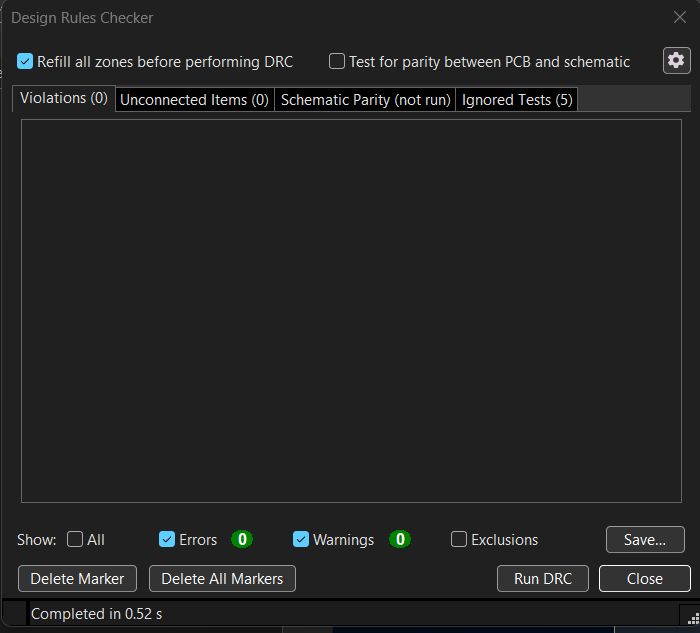 Design Rules Checker
Refill all zones before performing DRC Test for parity between PCB and schematic
Violations (0) Unconnected Items (0) Schematic Parity (not run) Ignored Tests (5)
Show: All Errors 0 Warnings 0 Exclusions Save...
Delete Marker Delete All Markers Run DRC Close
Completed in 0.52 s